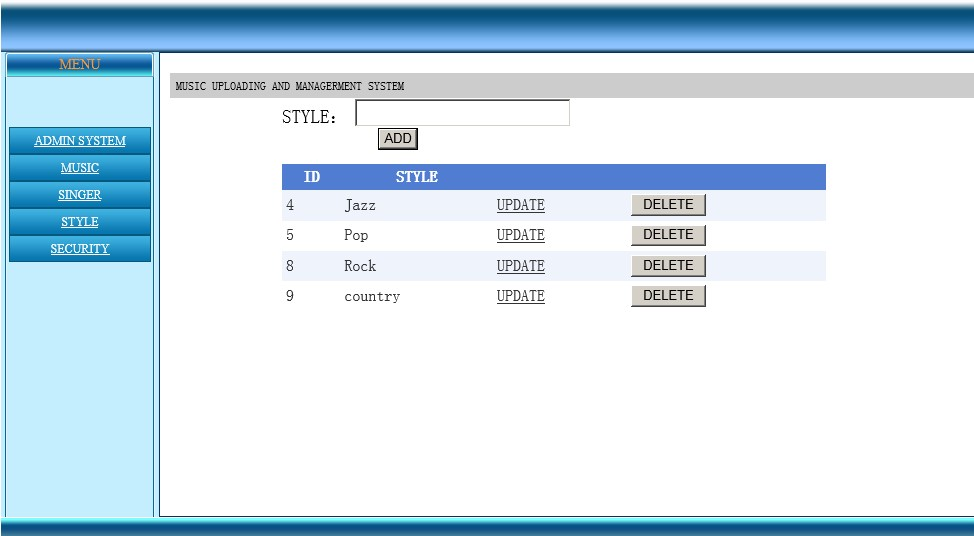 MENU
MUSIC UPLOADING AND MANAGERMENT SYSTEM
STYLE:
ADD
ADMIN SYSTEM
MUSIC
SINGER
STYLE
SECURITY
ID STYLE
4 Jazz UPDATE DELETE
5 Pop UPDATE DELETE
8 Rock UPDATE DELETE
9 country UPDATE DELETE